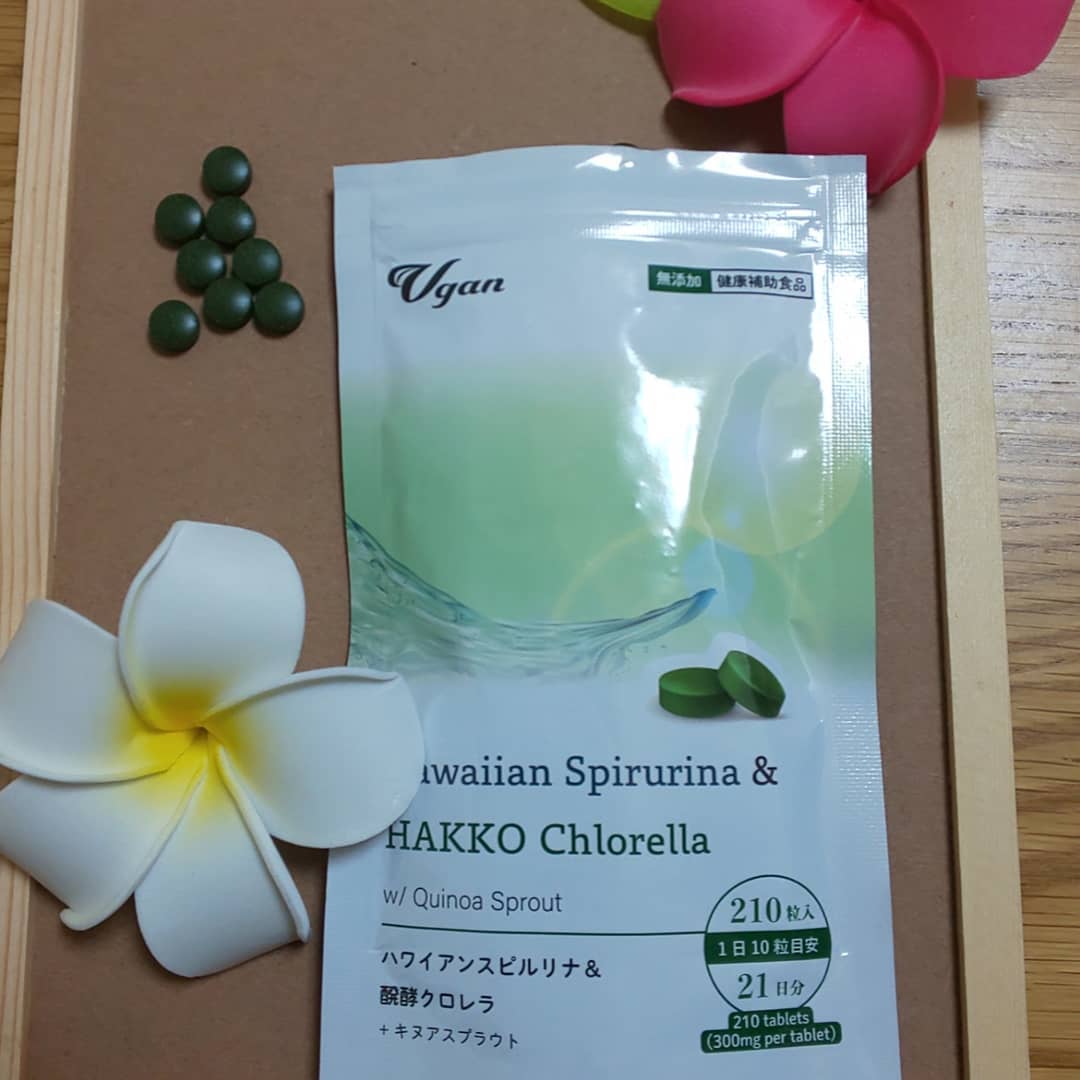 Vgan
無添加 健康補助食品
awaiian Spirurina &
HAKKO Chlorella
w/ Quinoa Sprout
ハワイアンスピルリナ&
醗酵クロレラ
+ キヌアスプラウト
210粒入
1日10粒目安
21日分
210 tablets
(300mg per tablet)